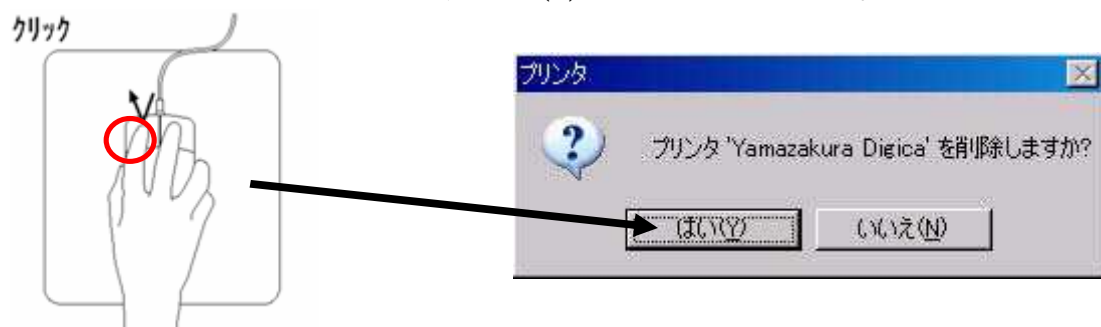 クリック
プリンタ
プリンタ 'Yamazakura Digica' を削除しますか?
はい(Y)
いいえ(N)